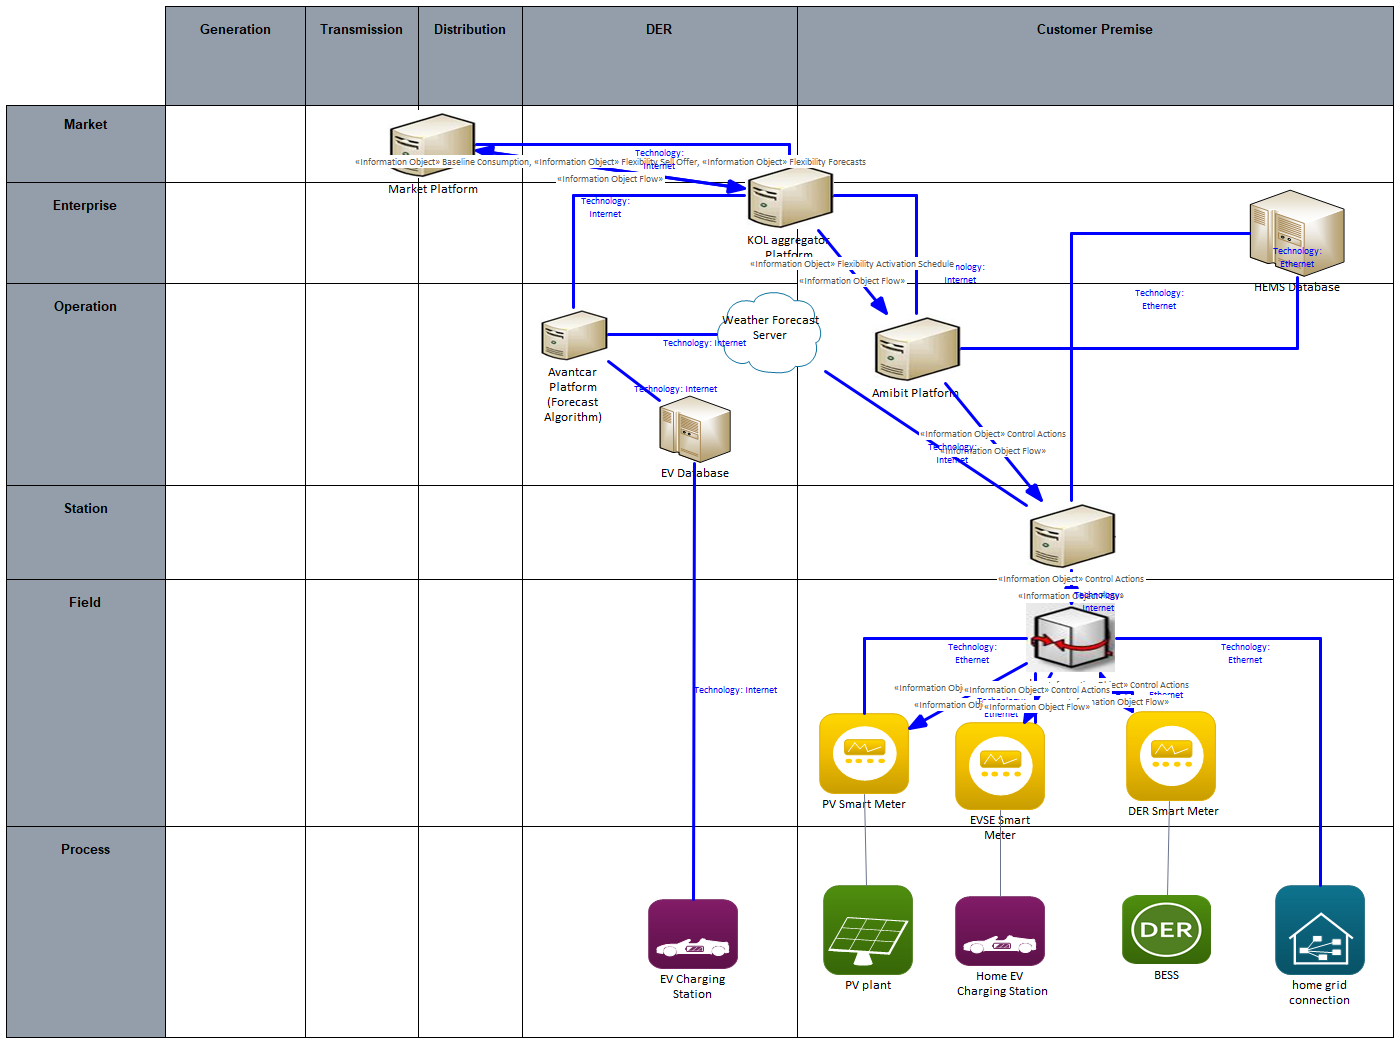 Generation
Transmission
Distribution
DER
Customer Premise
Market
Technology:
Internet
«Information Object» Baseline Consumption, «Information Object» Flexibility Sell Offer, «Information Object» Flexibility Forecasts
«Information Object Flow»
Market Platform
Enterprise
Technology:
Internet
KOL aggregator
Platform
Technology:
Ethernet
HEMS Database
«Information Object» Flexibility Activation Schedule
«Information Object Flow»
Internet
Technology:
Ethernet
Operation
Weather Forecast
Server
Technology: Internet
Avantcar
Platform
(Forecast
Algorithm)
Technology: Internet
Amibit Platform
EV Database
«Information Object» Control Actions
Technology:
Internet
«Information Object Flow»
Station
Field
«Information Object» Control Actions
«Information Object Flow»
Technology:
Internet
Technology:
Ethernet
Technology:
Ethernet
Technology: Internet
«Information Object» Control Actions
Control Actions
Ethernet
«Information Object Flow»
Object Flow»
Ethernet
PV Smart Meter
EVSE Smart
Meter
DER Smart Meter
Process
DER
EV Charging
Station
PV plant
Home EV
Charging Station
BESS
home grid
connection